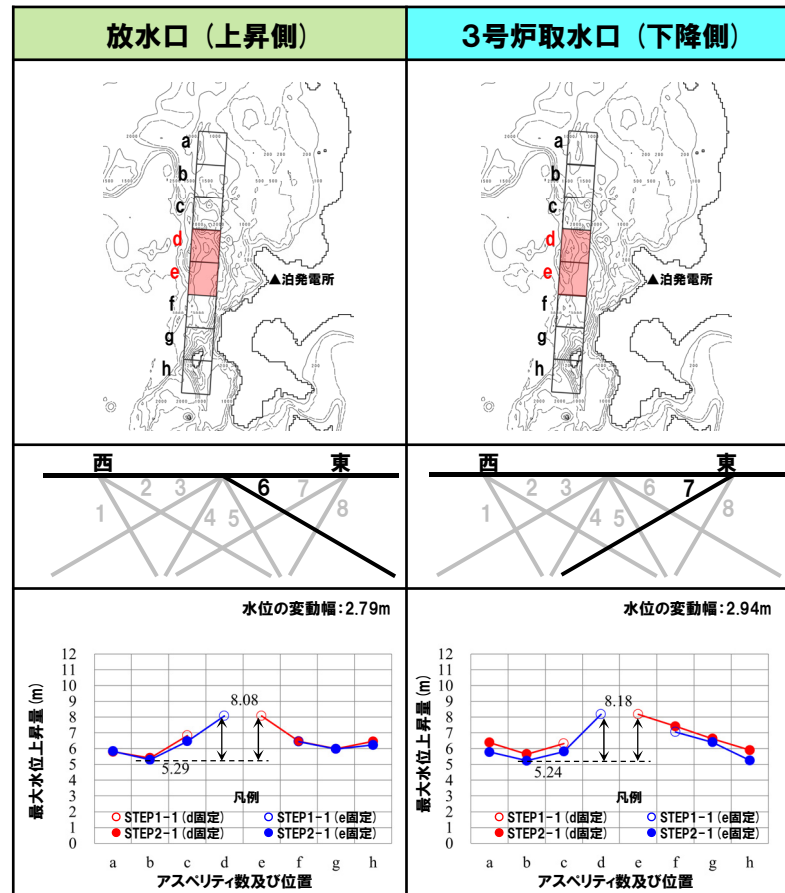 放水口（上昇側）
3号炉取水口（下降側）
a
b
c
d
e
f
g
h
▲泊発電所
a
b
c
d
e
f
g
h
▲泊発電所
西
東
1
2
3
4
5
6
7
8
西
東
1
2
3
4
5
6
7
8
水位の変動幅：2.79m
最大水位上昇量（m）
12
11
10
9
8
7
6
5
4
3
2
1
0
8.08
5.29
凡例
STEP1-1（d固定）
STEP1-1（e固定）
STEP2-1（d固定）
STEP2-1（e固定）
a b c d e f g h
アスペリティ数及び位置
水位の変動幅：2.94m
最大水位上昇量（m）
12
11
10
9
8
7
6
5
4
3
2
1
0
8.18
5.24
凡例
STEP1-1（d固定）
STEP1-1（e固定）
STEP2-1（d固定）
STEP2-1（e固定）
a b c d e f g h
アスペリティ数及び位置